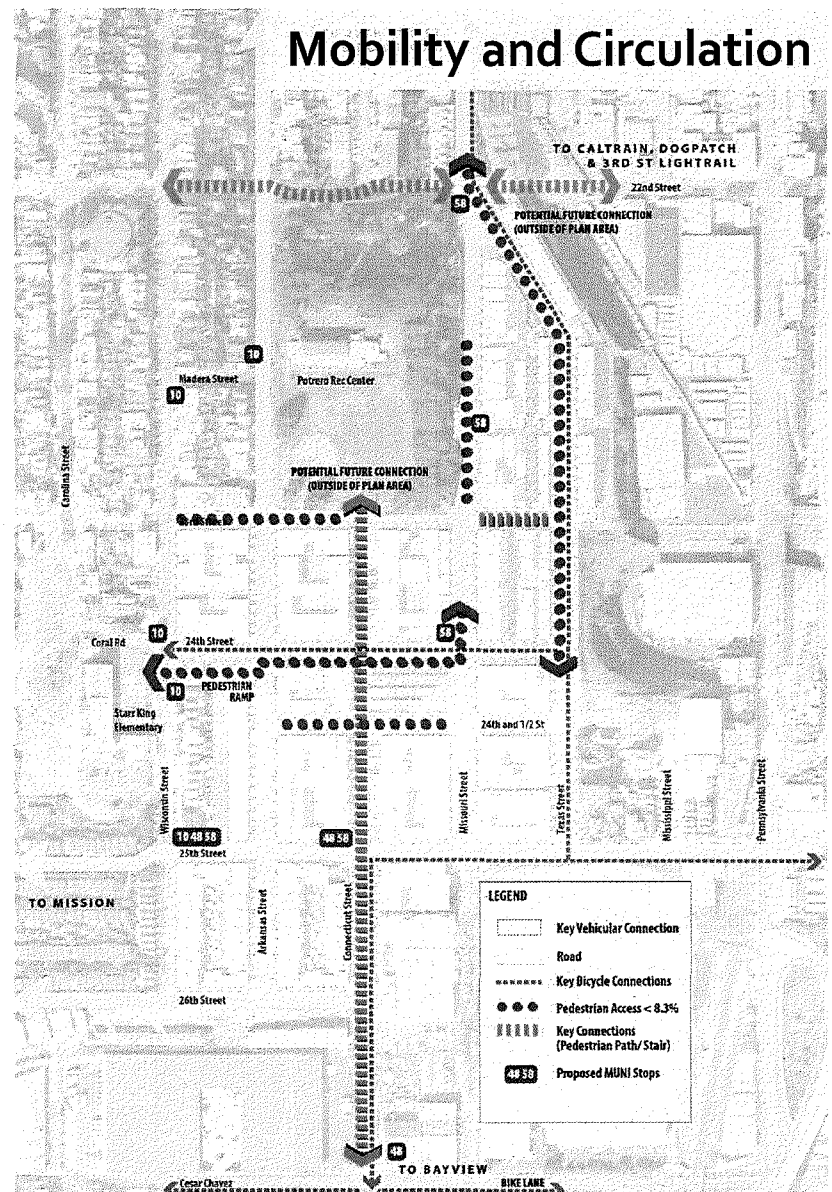 Mobility and Circulation
TO CALTRAIN, DOGPATCH
& 3RD ST LIGHTRAIL
22nd Street
58
POTENTIAL FUTURE CONNECTION
(OUTSIDE OF PLAN AREA)
10
Madera Street
Potrero Rec Center
10
58
Carolina Street
POTENTIAL FUTURE CONNECTION
(OUTSIDE OF PLAN AREA)
Coral Rd
10
24th Street
58
10
PEDESTRIAN
RAMP
Starr King
Elementary
24th and 1/2 St
Wisconsin Street
Missouri Street
Texas Street
Mississippi Street
Pennsylvania Street
10 48 58
48 58
25th Street
TO MISSION
Arkansas Street
Connecticut Street
26th Street
LEGEND
Key Vehicular Connection
Road
Key Bicycle Connections
Pedestrian Access < 8.3%
Key Connections
(Pedestrian Path/ Stair)
48 58
Proposed MUNI Stops
48
TO BAYVIEW
Cesar Chavez
BIKE LANE